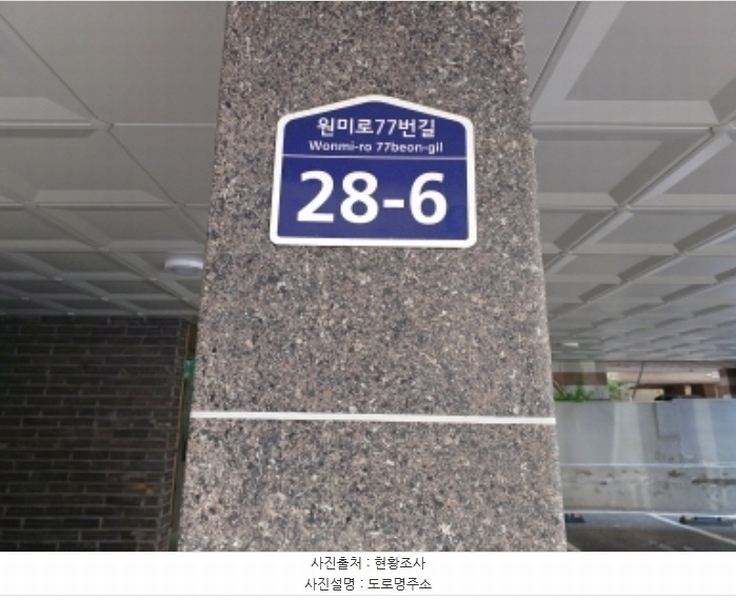 원미로77번길
Wonmi-ro 77beon-gil
28-6
사진출처 : 현황조사
사진설명 : 도로명주소